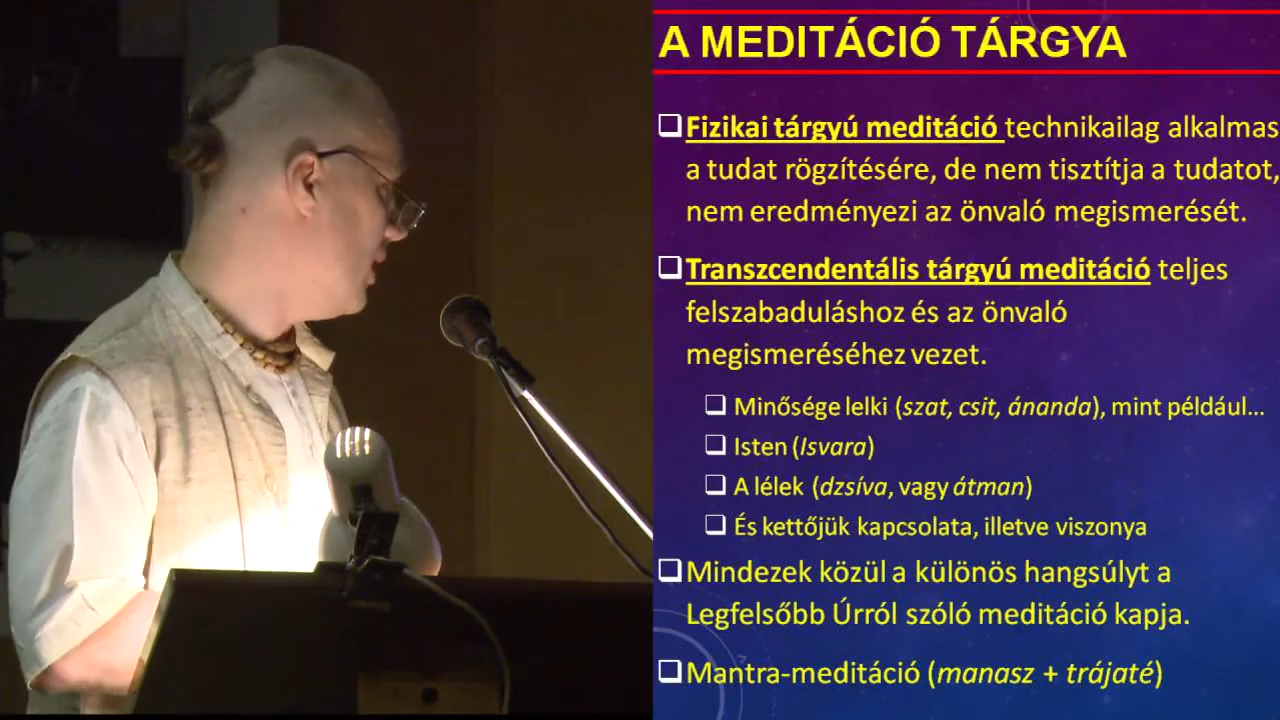 A MEDITÁCIÓ TÁRGYA
Fizikai tárgyú meditáció technikailag alkalmas
a tudat rögzítésére, de nem tisztítja a tudatot,
nem eredményezi az önvaló megismerését.
Transzcendentális tárgyú meditáció teljes
felszabaduláshoz és az önvaló
megismeréséhez vezet.
Minősége lelki (szat, csit, ánanda), mint például...
Isten (Isvara)
A lélek (dzsíva, vagy átman)
És kettőjük kapcsolata, illetve viszonya
Mindezek közül a különös hangsúlyt a
Legfelsőbb Úrról szóló meditáció kapja.
Mantra-meditáció (manasz + trájaté)